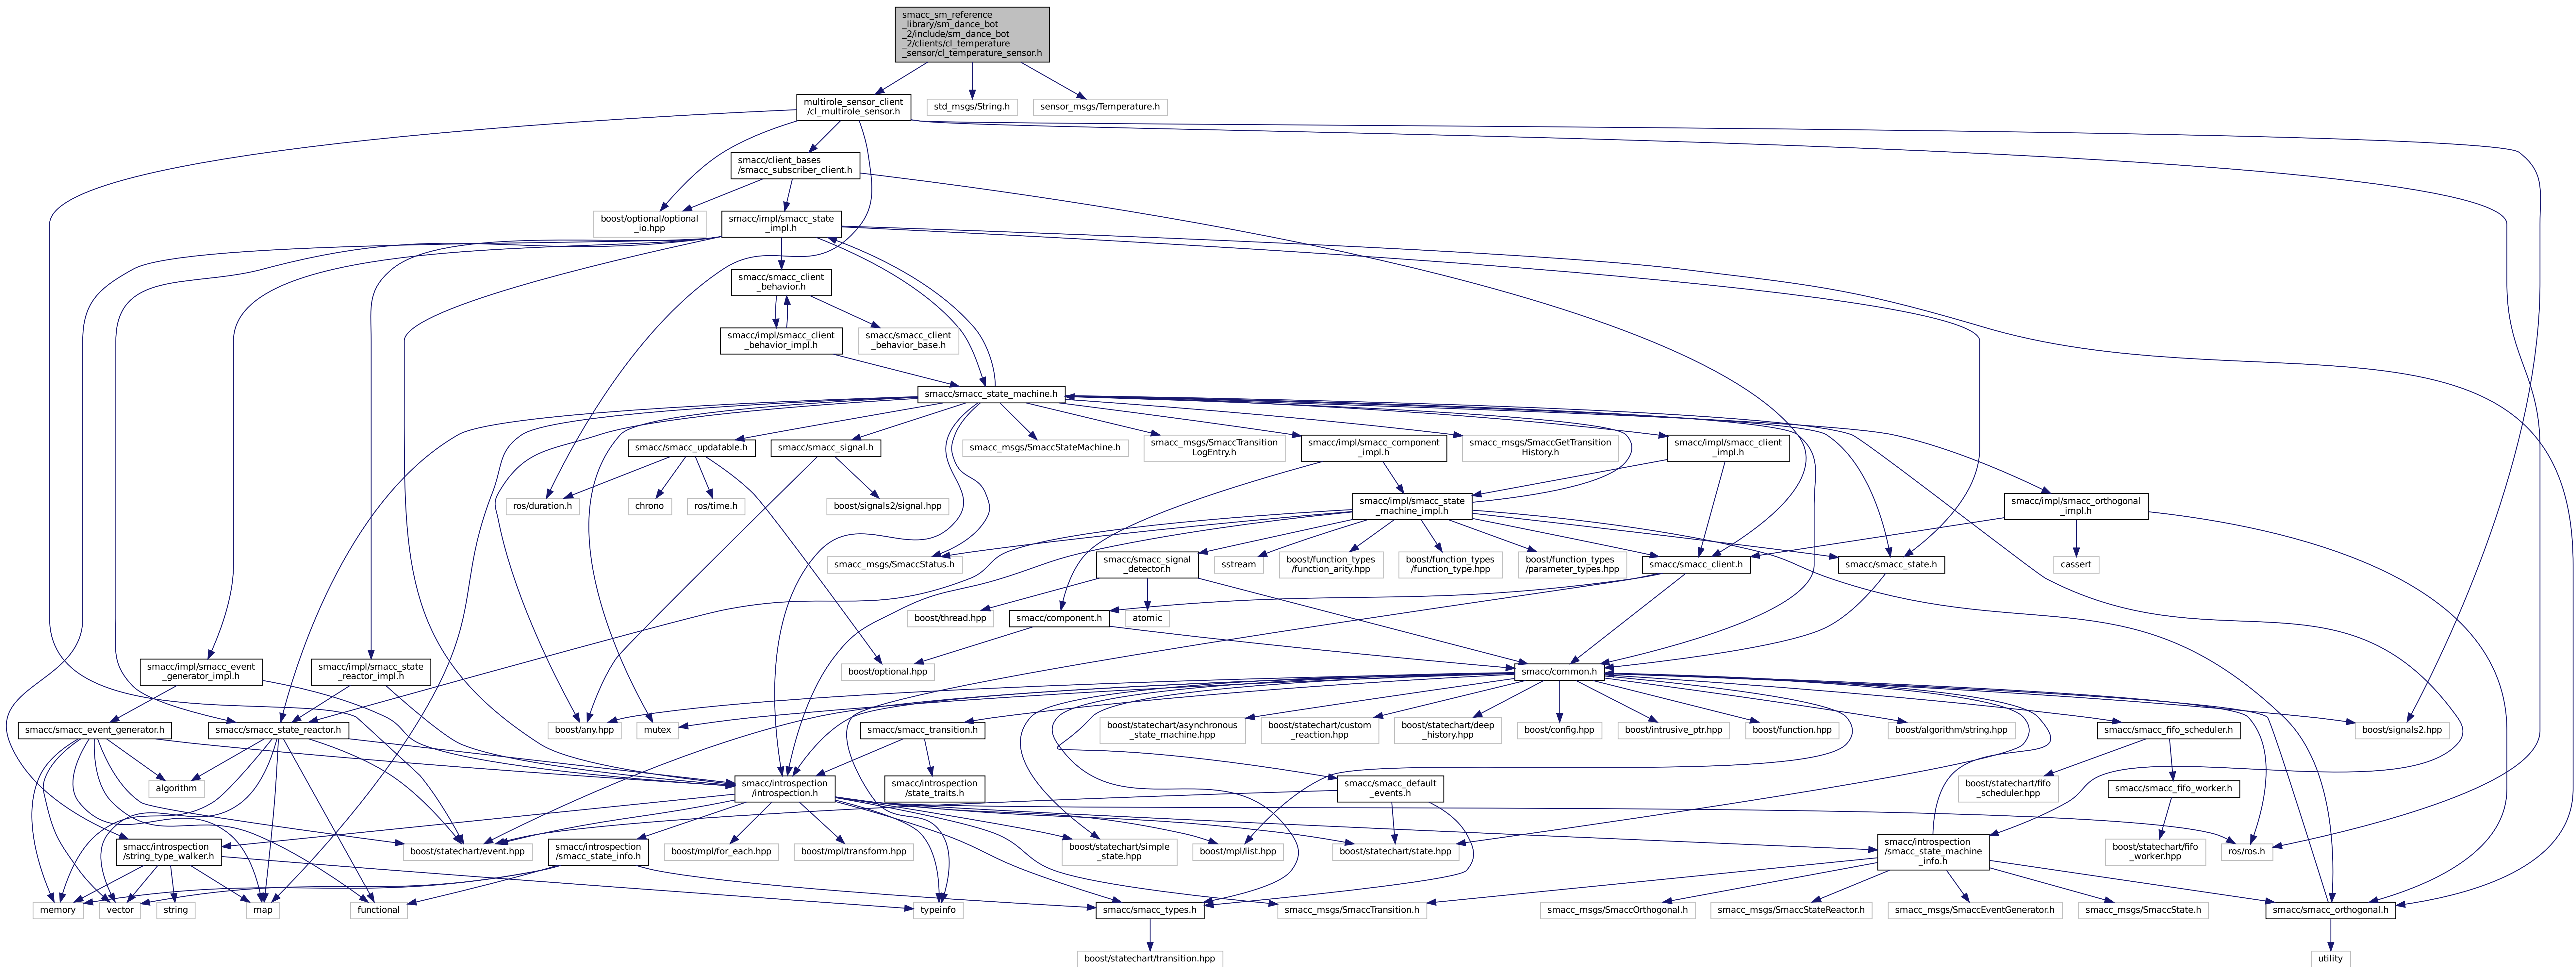 smacc_sm_reference
_library/sm_dance_bot
_2/include/sm_dance_bot
_2/clients/cl_temperature
_sensor/cl_temperature_sensor.h
multirole_sensor_client
/cl_multirole_sensor.h
std_msgs/String.h
sensor_msgs/Temperature.h
smacc/client_bases
/smacc_subscriber_client.h
boost/optional/optional
_io.hpp
smacc/impl/smacc_state
_impl.h
smacc/smacc_client
_behavior.h
smacc/impl/smacc_client
_behavior_impl.h
smacc/smacc_client
_behavior_base.h
smacc/smacc_state_machine.h
smacc/smacc_updatable.h
smacc/smacc_signal.h
smacc_msgs/SmaccStateMachine.h
smacc_msgs/SmaccTransition
LogEntry.h
smacc/impl/smacc_component
_impl.h
smacc_msgs/SmaccGetTransition
History.h
smacc/impl/smacc_client
_impl.h
ros/duration.h
chrono
ros/time.h
boost/signals2/signal.hpp
smacc/impl/smacc_state
_machine_impl.h
smacc/impl/smacc_orthogonal
_impl.h
smacc_msgs/SmaccStatus.h
smacc/smacc_signal
_detector.h
sstream
boost/function_types
/function_arity.hpp
boost/function_types
/function_type.hpp
boost/function_types
/parameter_types.hpp
smacc/smacc_client.h
smacc/smacc_state.h
cassert
boost/thread.hpp
smacc/component.h
atomic
smacc/impl/smacc_event
_generator_impl.h
smacc/impl/smacc_state
_reactor_impl.h
boost/optional.hpp
smacc/common.h
smacc/smacc_event_generator.h
smacc/smacc_state_reactor.h
boost/any.hpp
mutex
smacc/smacc_transition.h
boost/statechart/asynchronous
_state_machine.hpp
boost/statechart/custom
_reaction.hpp
boost/statechart/deep
_history.hpp
boost/config.hpp
boost/intrusive_ptr.hpp
boost/function.hpp
boost/algorithm/string.hpp
smacc/smacc_fifo_scheduler.h
boost/signals2.hpp
algorithm
smacc/introspection
/introspection.h
smacc/introspection
/state_traits.h
smacc/smacc_default
_events.h
boost/statechart/fifo
_scheduler.hpp
smacc/smacc_fifo_worker.h
smacc/introspection
/string_type_walker.h
boost/statechart/event.hpp
smacc/introspection
/smacc_state_info.h
boost/mpl/for_each.hpp
boost/mpl/transform.hpp
boost/statechart/simple
_state.hpp
boost/mpl/list.hpp
boost/statechart/state.hpp
smacc/introspection
/smacc_state_machine
_info.h
boost/statechart/fifo
_worker.hpp
ros/ros.h
memory
vector
string
map
functional
typeinfo
smacc/smacc_types.h
smacc_msgs/SmaccTransition.h
smacc_msgs/SmaccOrthogonal.h
smacc_msgs/SmaccStateReactor.h
smacc_msgs/SmaccEventGenerator.h
smacc_msgs/SmaccState.h
smacc/smacc_orthogonal.h
boost/statechart/transition.hpp
utility